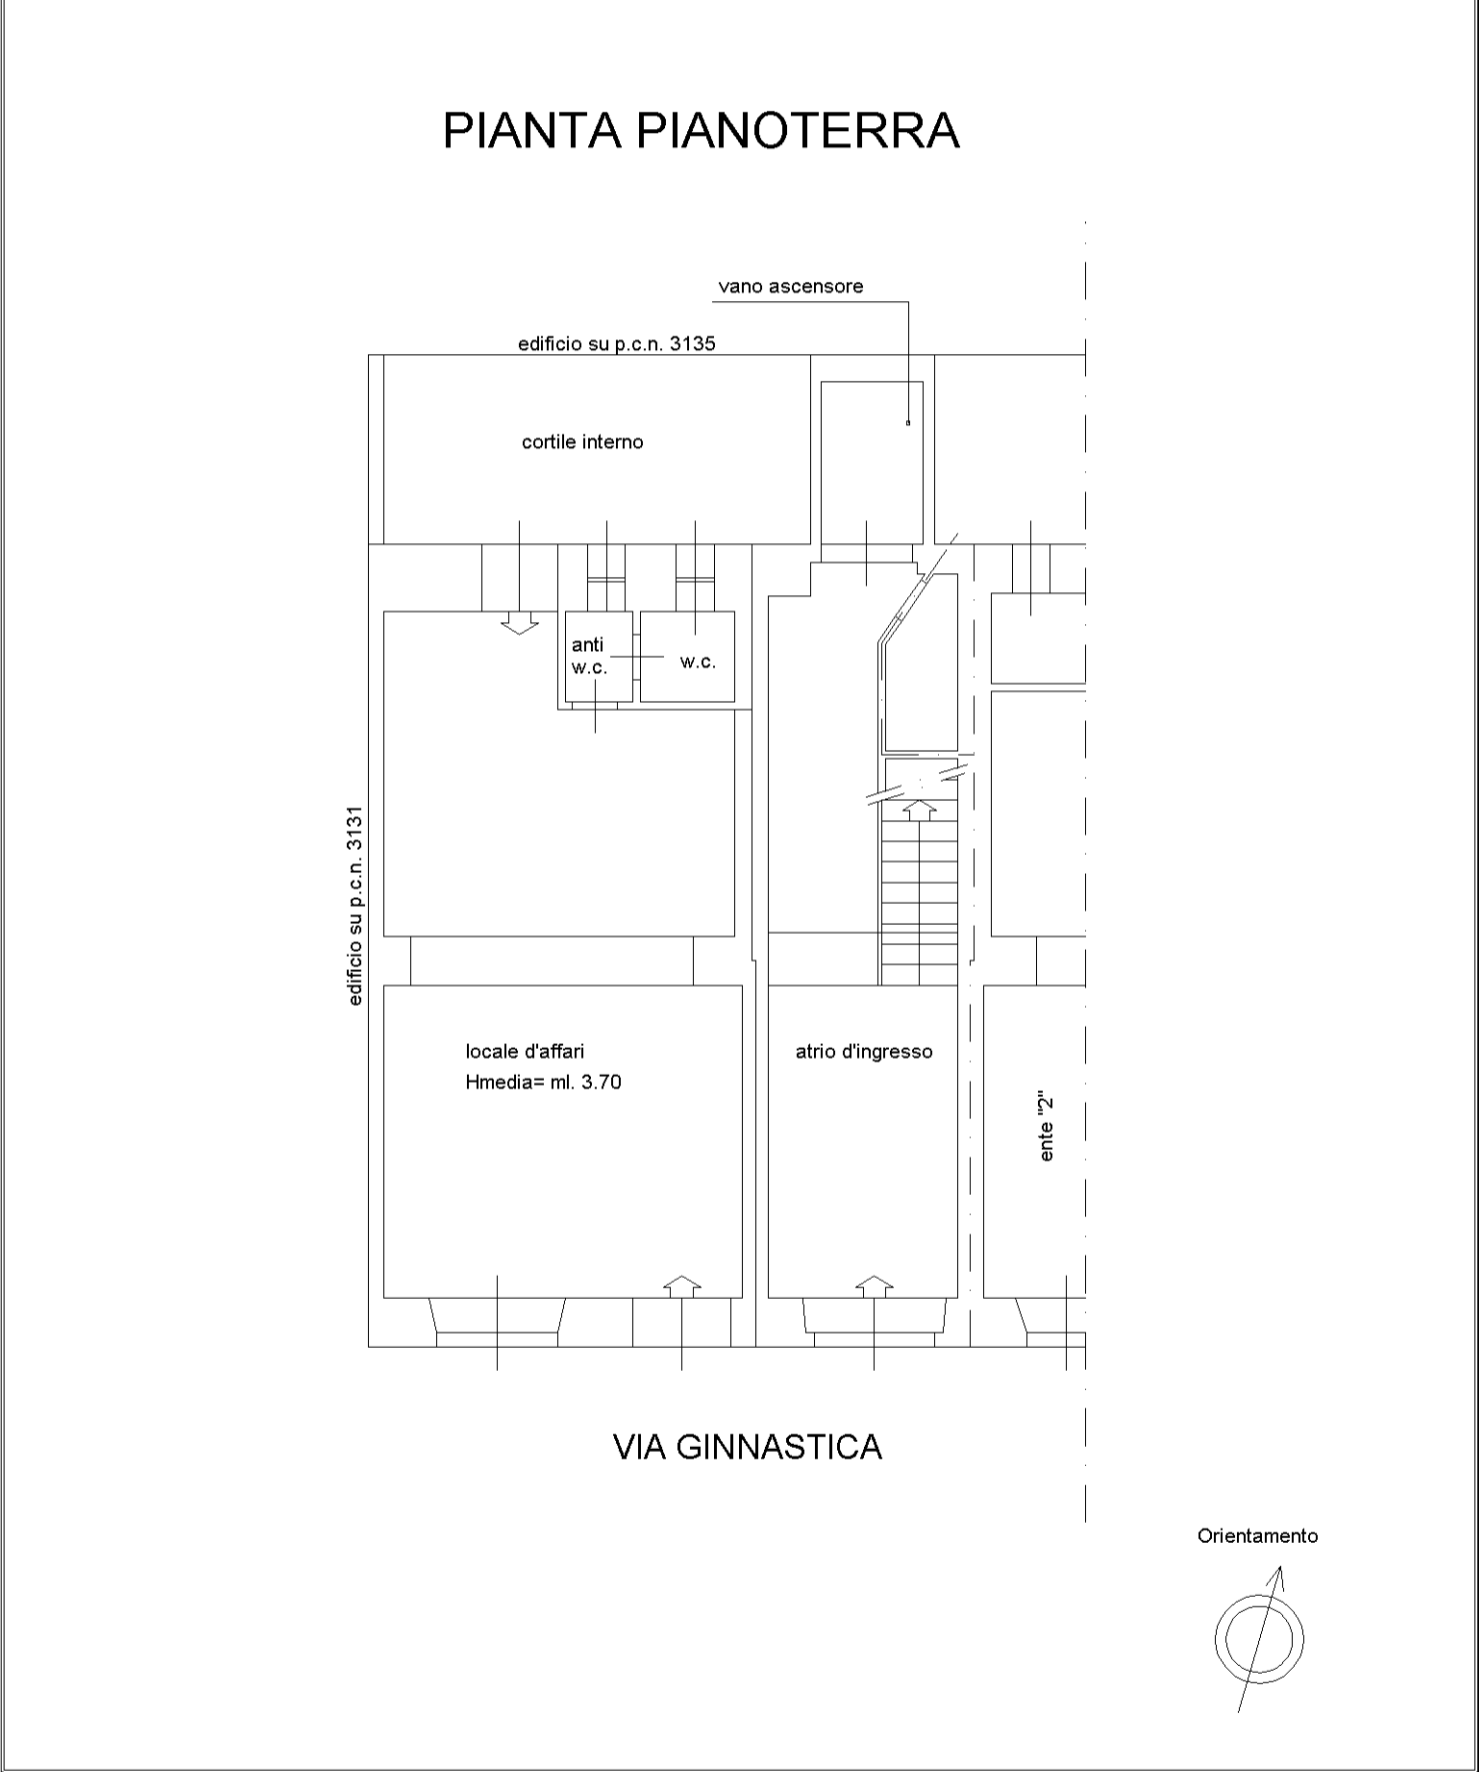 PIANTA PIANOTERRA
vano ascensore
edificio su p.c.n. 3135
cortile interno
anti
w.c.
w.c.
edificio su p.c.n. 3131
locale d'affari
Hmedia= ml. 3.70
atrio d'ingresso
ente "2"
VIA GINNASTICA
Orientamento